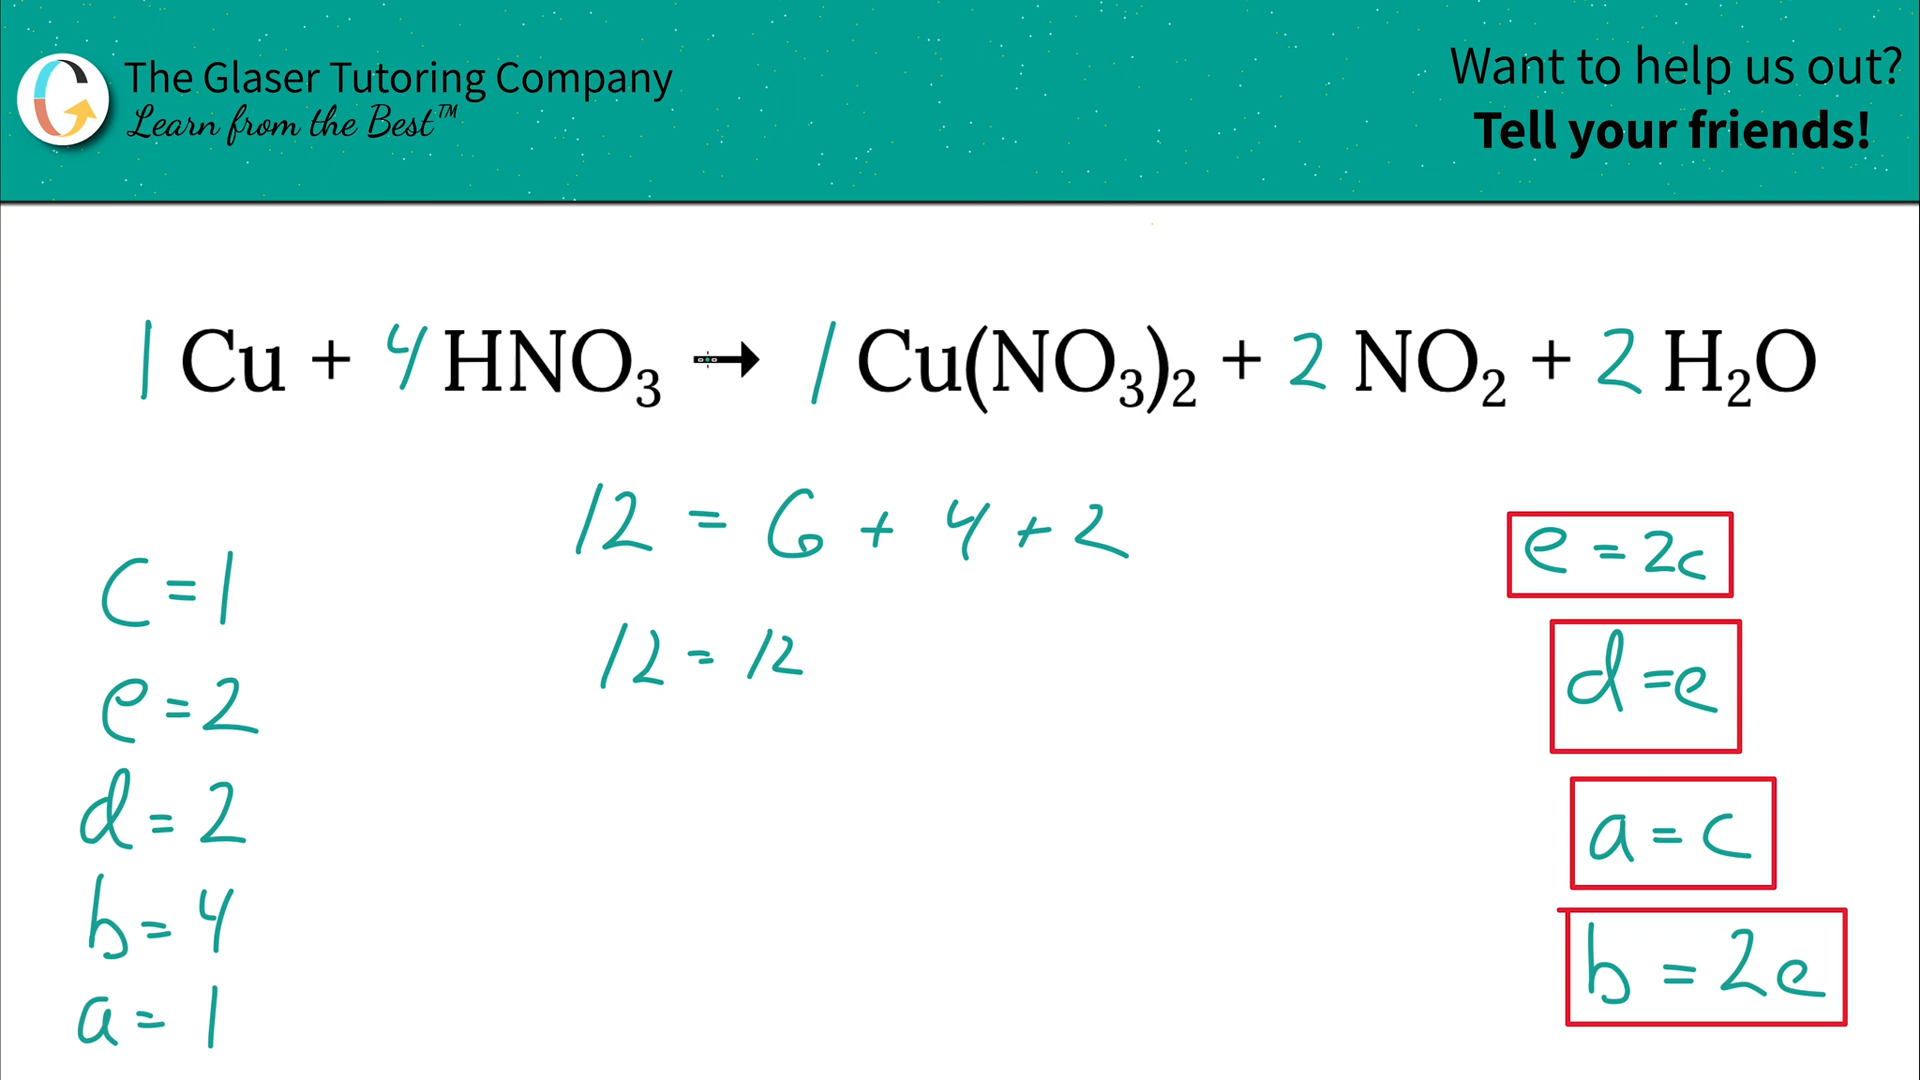 The Glaser Tutoring Company
Learn from the Best™
Want to help us out?
Tell your friends!
1 Cu + 4 HNO₃ → 1 Cu(NO₃)₂ + 2 NO₂ + 2 H₂O
12 = 6 + 4 + 2
12 = 12
c = 1
e = 2
d = 2
b = 4
a = 1
e = 2c
d = e
a = c
b = 2e